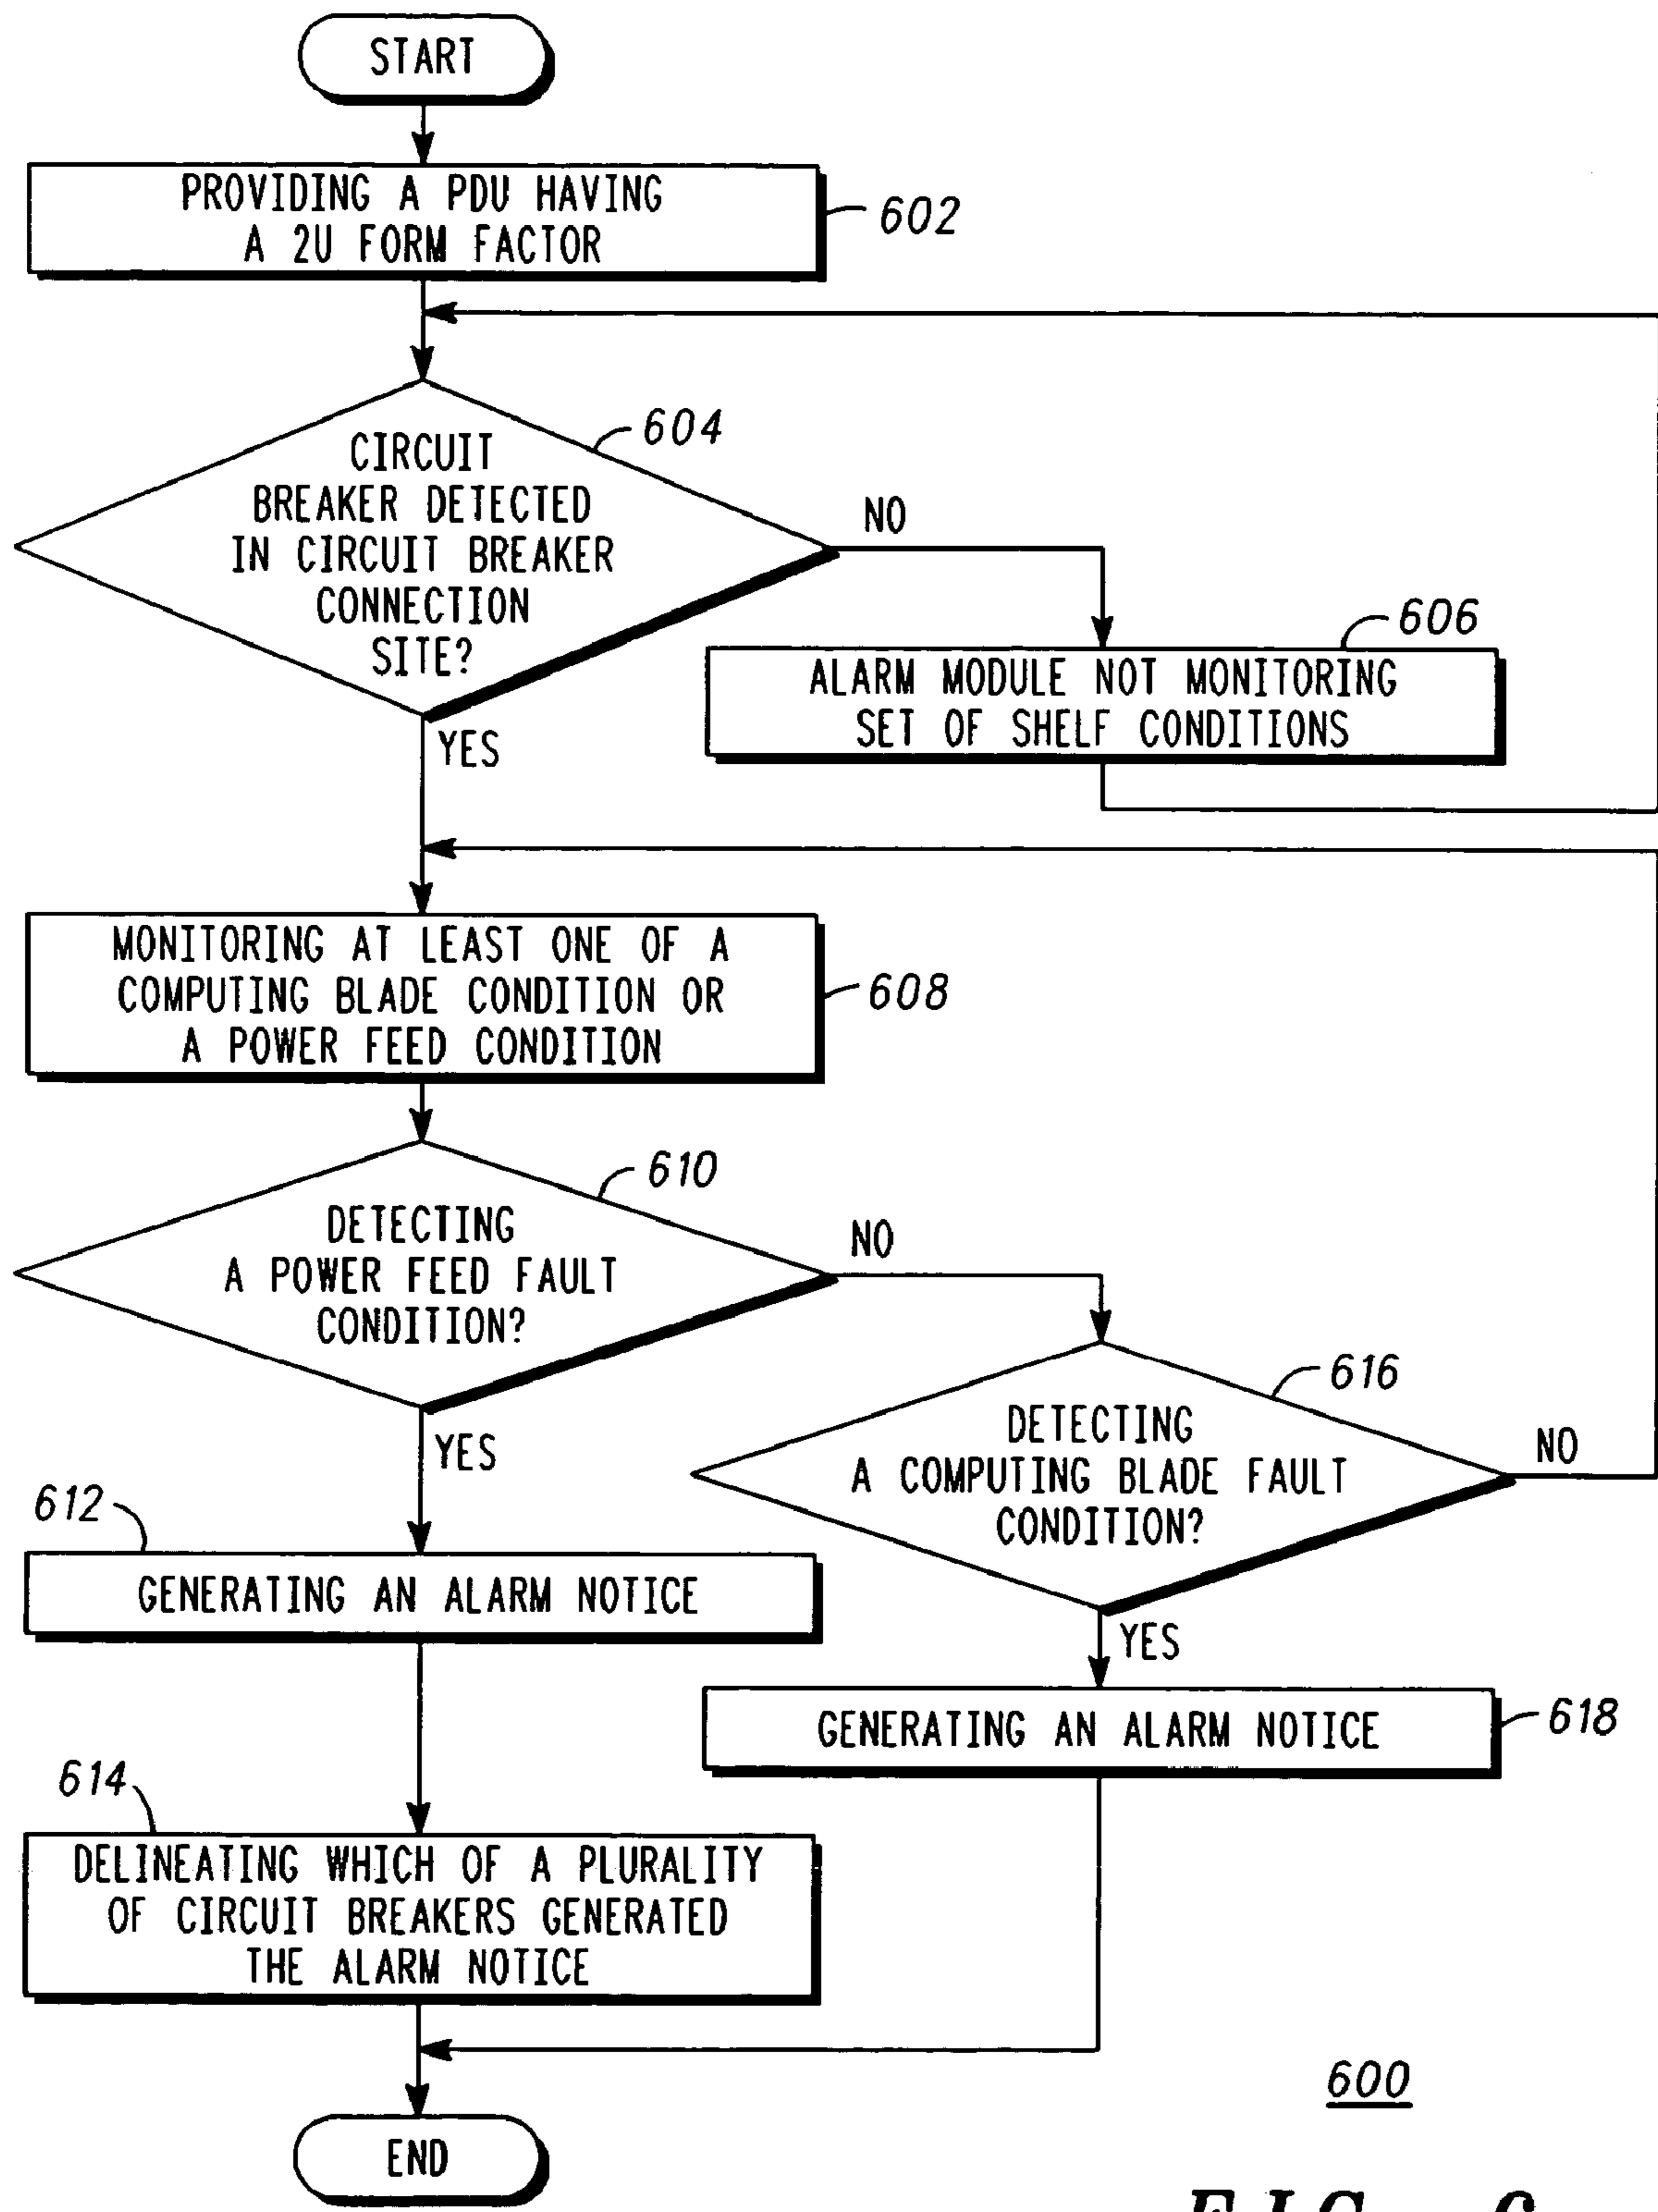 START
PROVIDING A PDU HAVING
A 2U FORM FACTOR
602
CIRCUIT
BREAKER DETECTED
IN CIRCUIT BREAKER
CONNECTION
SITE?
604
NO
YES
606
ALARM MODULE NOT MONITORING
SET OF SHELF CONDITIONS
MONITORING AT LEAST ONE OF A
COMPUTING BLADE CONDITION OR
A POWER FEED CONDITION
608
610
DETECTING
A POWER FEED FAULT
CONDITION?
NO
YES
616
DETECTING
A COMPUTING BLADE FAULT
CONDITION?
NO
YES
612
GENERATING AN ALARM NOTICE
GENERATING AN ALARM NOTICE
618
614
DELINEATING WHICH OF A PLURALITY
OF CIRCUIT BREAKERS GENERATED
THE ALARM NOTICE
END
600